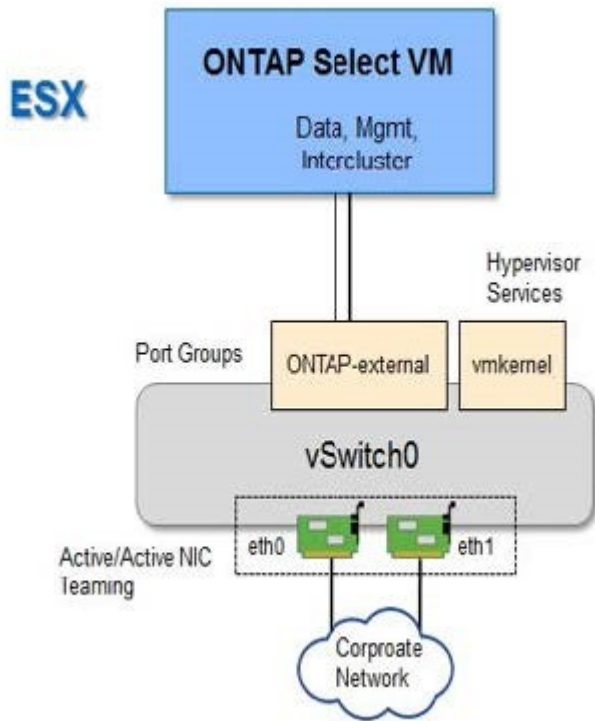 ESX
ONTAP Select VM
Data, Mgmt,
Intercluster
Hypervisor
Services
Port Groups
ONTAP-external
vmkernel
vSwitch0
eth0
eth1
Active/Active NIC
Teaming
Corproate
Network